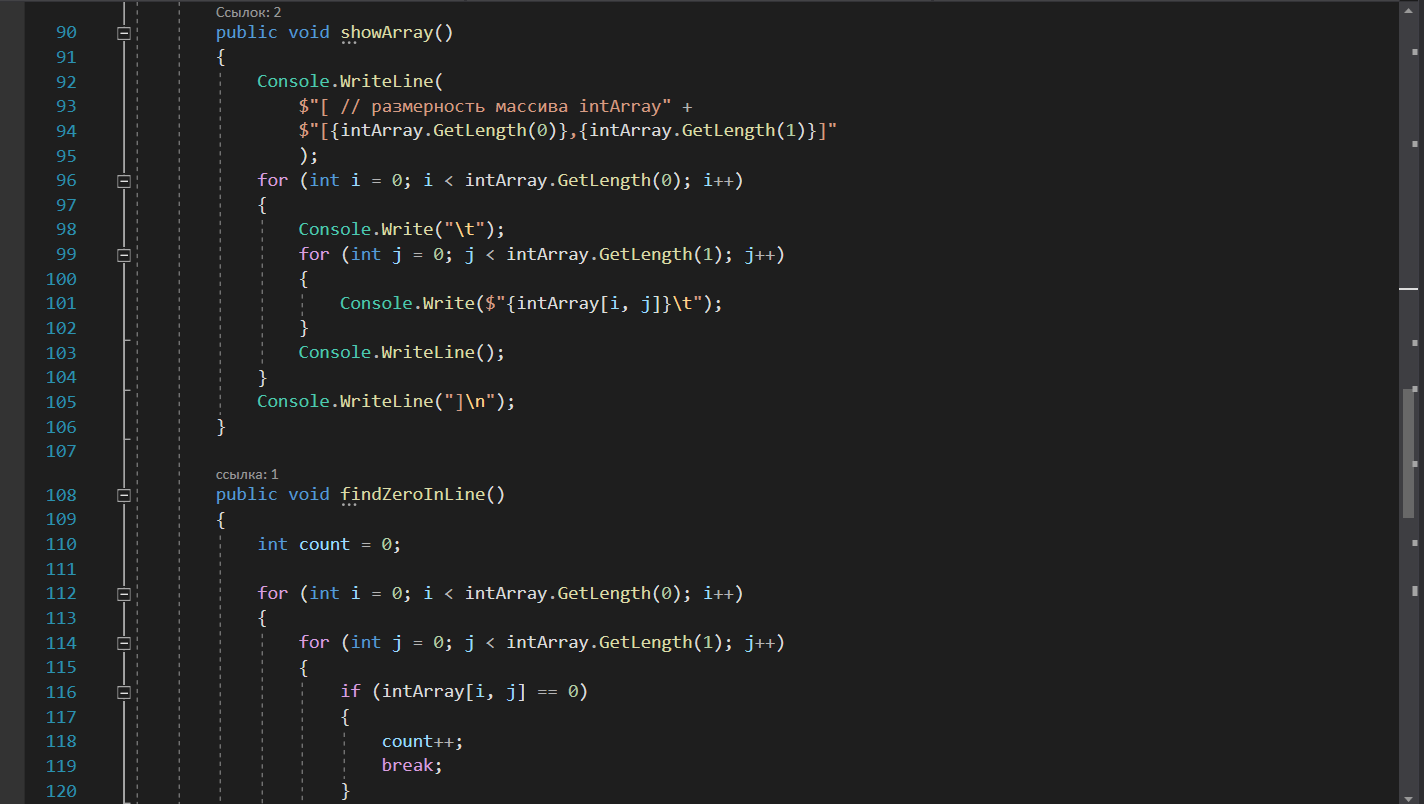 Ссылок: 2
90 public void showArray()
91 {
92 Console.WriteLine(
93 $"[ // размерность массива intArray" +
94 $"[{intArray.GetLength(0)},{intArray.GetLength(1)}]"
95 );
96 for (int i = 0; i < intArray.GetLength(0); i++)
97 {
98 Console.Write("\t");
99 for (int j = 0; j < intArray.GetLength(1); j++)
100 {
101 Console.Write($"{intArray[i, j]}\t");
102 }
103 Console.WriteLine();
104 }
105 Console.WriteLine("]\n");
106 }
107
ссылка: 1
108 public void findZeroInLine()
109 {
110 int count = 0;
111
112 for (int i = 0; i < intArray.GetLength(0); i++)
113 {
114 for (int j = 0; j < intArray.GetLength(1); j++)
115 {
116 if (intArray[i, j] == 0)
117 {
118 count++;
119 break;
120 }